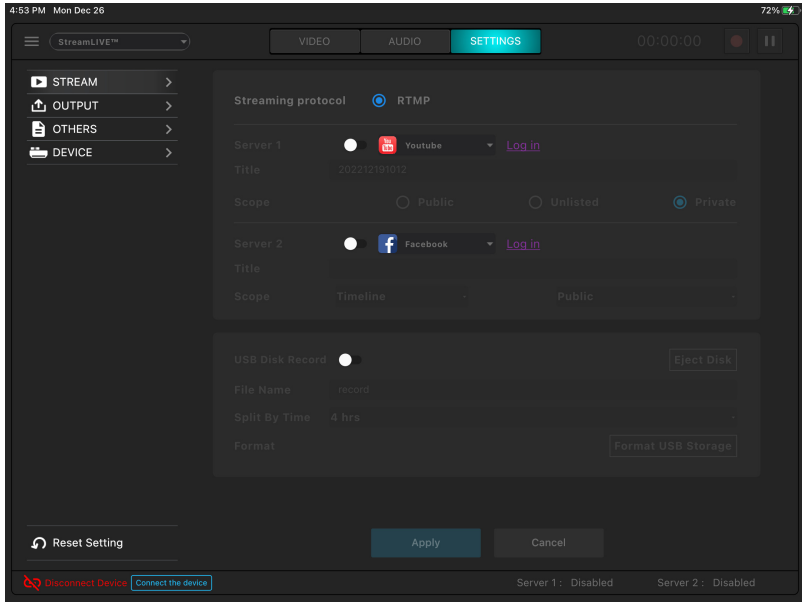 4:53 PM Mon Dec 26 72%
StreamLIVE™ VIDEO AUDIO SETTINGS 00:00:00
STREAM
OUTPUT
OTHERS
DEVICE
Streaming protocol RTMP
Server 1 You Tube Youtube Log in
Title 202212191012
Scope Public Unlisted Private
Server 2 Facebook Log in
Title
Scope Timeline Public
USB Disk Record Eject Disk
File Name record
Split By Time 4 hrs
Format Format USB Storage
Reset Setting Apply Cancel
Disconnect Device Connect the device Server 1 : Disabled Server 2 : Disabled